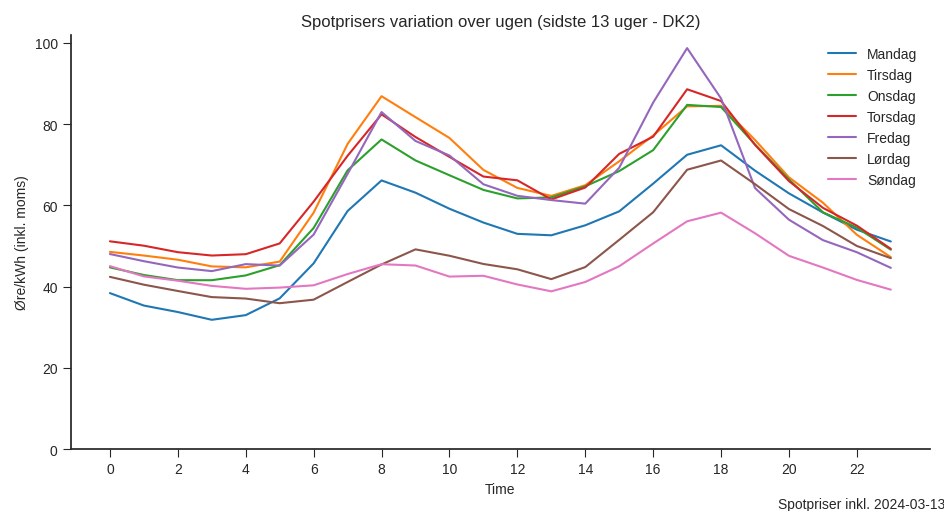 Spotprisers variation over ugen (sidste 13 uger - DK2)
Øre/kWh (inkl. moms)
100
80
60
40
20
0
0 2 4 6 8 10 12 14 16 18 20 22
Time
Mandag
Tirsdag
Onsdag
Torsdag
Fredag
Lørdag
Søndag
Spotpriser inkl. 2024-03-13